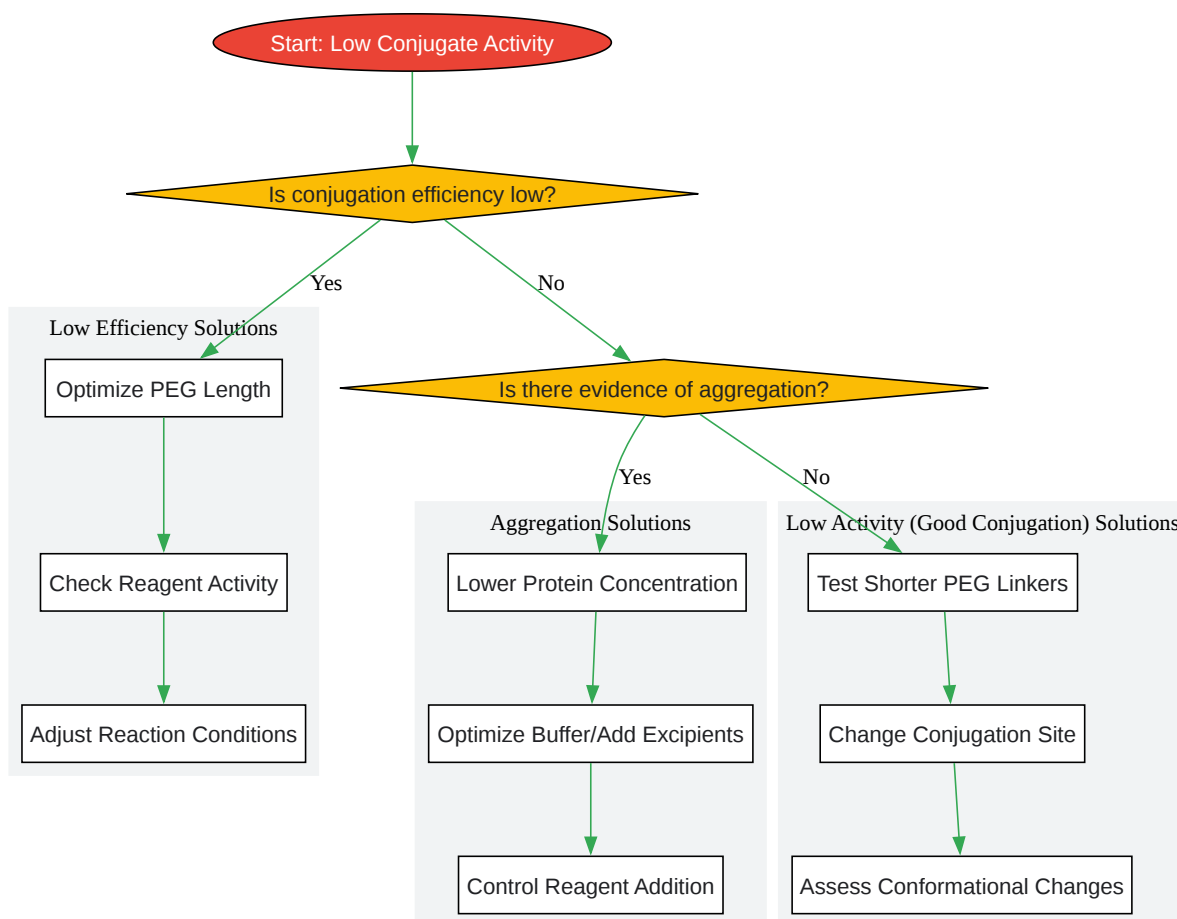 Start: Low Conjugate Activity
Is conjugation efficiency low?
Yes
No
Low Efficiency Solutions
Optimize PEG Length
Check Reagent Activity
Adjust Reaction Conditions
Is there evidence of aggregation?
Yes
No
Aggregation Solutions
Lower Protein Concentration
Optimize Buffer/Add Excipients
Control Reagent Addition
Low Activity (Good Conjugation) Solutions
Test Shorter PEG Linkers
Change Conjugation Site
Assess Conformational Changes